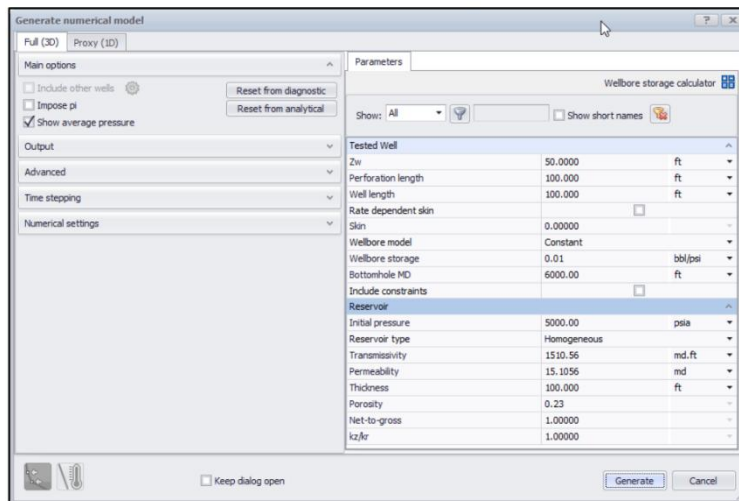 Generate numerical model
Full (3D) Proxy (1D)
Main options
Include other wells
Reset from diagnostic
Impose pi
Reset from analytical
Show average pressure
Output
Advanced
Time stepping
Numerical settings
Parameters
Wellbore storage calculator
Show: All Show short names
Tested Well
Zw 50.0000 ft
Perforation length 100.000 ft
Well length 100.000 ft
Rate dependent skin
Skin 0.00000
Wellbore model Constant
Wellbore storage 0.01 bbl/psi
Bottomhole MD 6000.00 ft
Include constraints
Reservoir
Initial pressure 5000.00 psia
Reservoir type Homogeneous
Transmissivity 1510.56 md.ft
Permeability 15.1056 md
Thickness 100.000 ft
Porosity 0.23
Net-to-gross 1.00000
kz/kr 1.00000
Keep dialog open
Generate Cancel